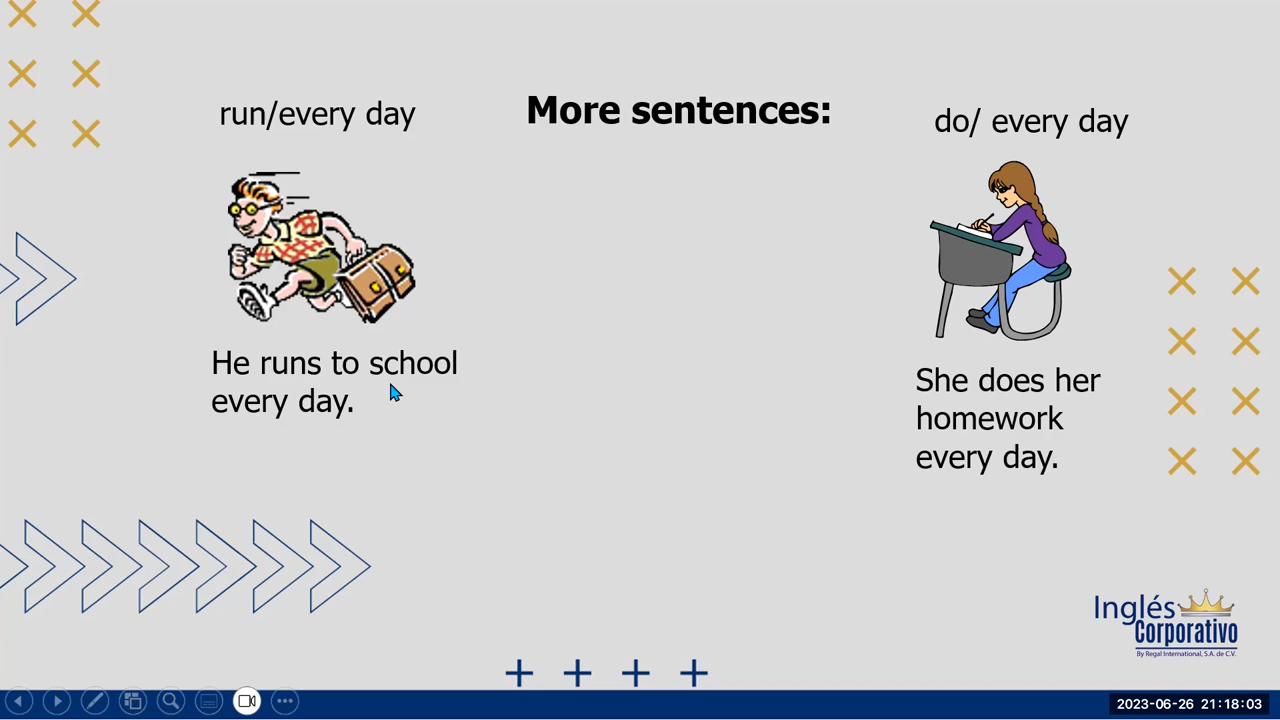 run/every day
More sentences:
do/ every day
He runs to school
every day.
She does her
homework
every day.
Inglés
Corporativo
By Regal International, S.A. de C.V.
2023-06-26 21:18:03